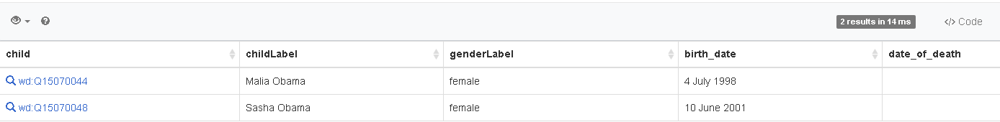 2 results in 14 ms
</> Code
child childLabel genderLabel birth_date date_of_death
wd:Q15070044 Malia Obama female 4 July 1998
wd:Q15070048 Sasha Obama female 10 June 2001